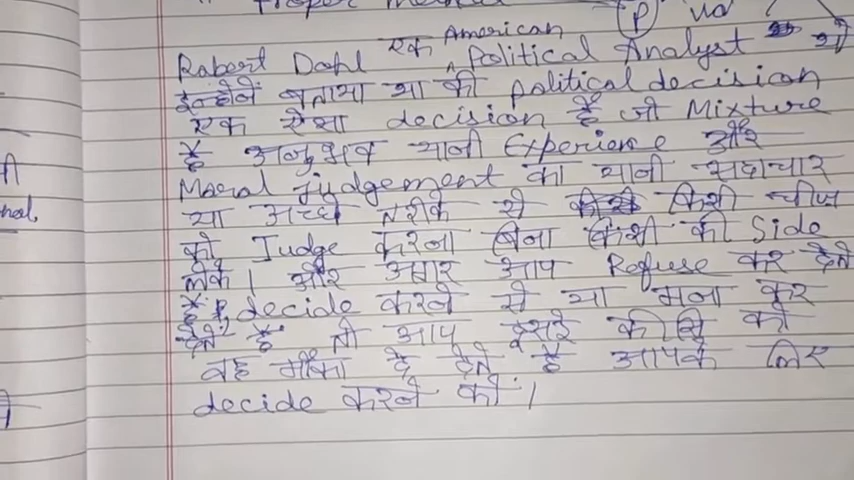 Proper Method
P
American
Robert Dahl एक Political Analyst थे
इन्होने बताया था की political decision
एक ऐसा decision है जो Mixture
है अनुभव यानी Experience और
Moral Judgement का यानी सदाचार
या अच्छे तरीके से किसी चीज
को Judge करना बिना किसी की Side
लेके। और अगर आप Refuse कर देते
है decide करने से या मना कर
देते है तो आप दूसरे की को
वह मौका दे देते है आपके लिए
decide करने की।